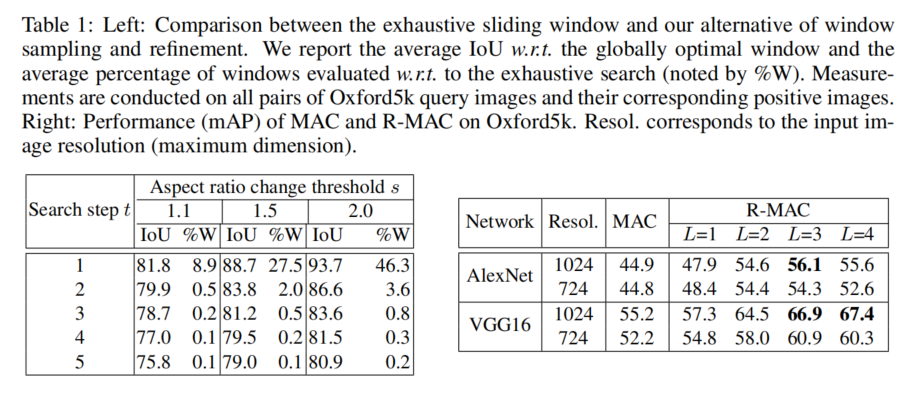 Table 1: Left: Comparison between the exhaustive sliding window and our alternative of window
sampling and refinement. We report the average IoU w.r.t. the globally optimal window and the
average percentage of windows evaluated w.r.t. to the exhaustive search (noted by %W). Measure-
ments are conducted on all pairs of Oxford5k query images and their corresponding positive images.
Right: Performance (mAP) of MAC and R-MAC on Oxford5k. Resol. corresponds to the input im-
age resolution (maximum dimension).
Search step t Aspect ratio change threshold s
1.1 1.5 2.0
IoU %W IoU %W IoU %W
1 81.8 8.9 88.7 27.5 93.7 46.3
2 79.9 0.5 83.8 2.0 86.6 3.6
3 78.7 0.2 81.2 0.5 83.6 0.8
4 77.0 0.1 79.5 0.2 81.5 0.3
5 75.8 0.1 79.0 0.1 80.9 0.2
Network Resol. MAC R-MAC
L=1 L=2 L=3 L=4
AlexNet 1024 44.9 47.9 54.6 56.1 55.6
724 44.8 48.4 54.4 54.3 52.6
VGG16 1024 55.2 57.3 64.5 66.9 67.4
724 52.2 54.8 58.0 60.9 60.3